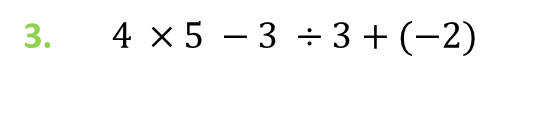 3. 4 × 5 − 3 ÷ 3 + (−2)